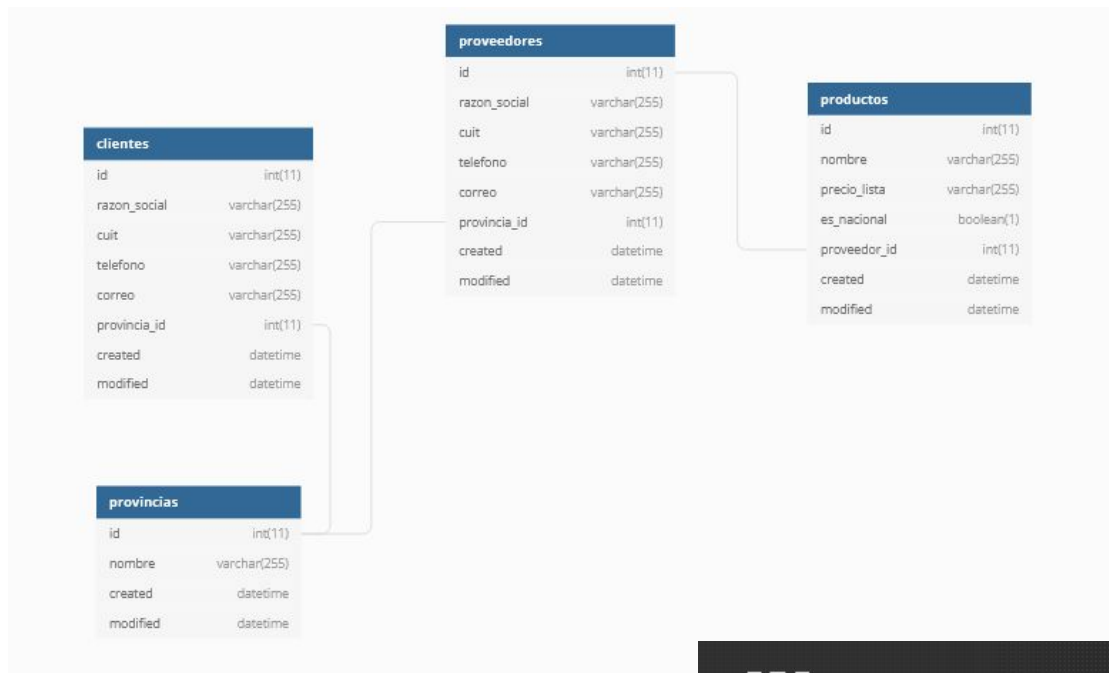 proveedores
id int(11)
razon_social varchar(255)
cuit varchar(255)
telefono varchar(255)
correo varchar(255)
provincia_id int(11)
created datetime
modified datetime
productos
id int(11)
nombre varchar(255)
precio_lista varchar(255)
es_nacional boolean(1)
proveedor_id int(11)
created datetime
modified datetime
clientes
id int(11)
razon_social varchar(255)
cuit varchar(255)
telefono varchar(255)
correo varchar(255)
provincia_id int(11)
created datetime
modified datetime
provincias
id int(11)
nombre varchar(255)
created datetime
modified datetime